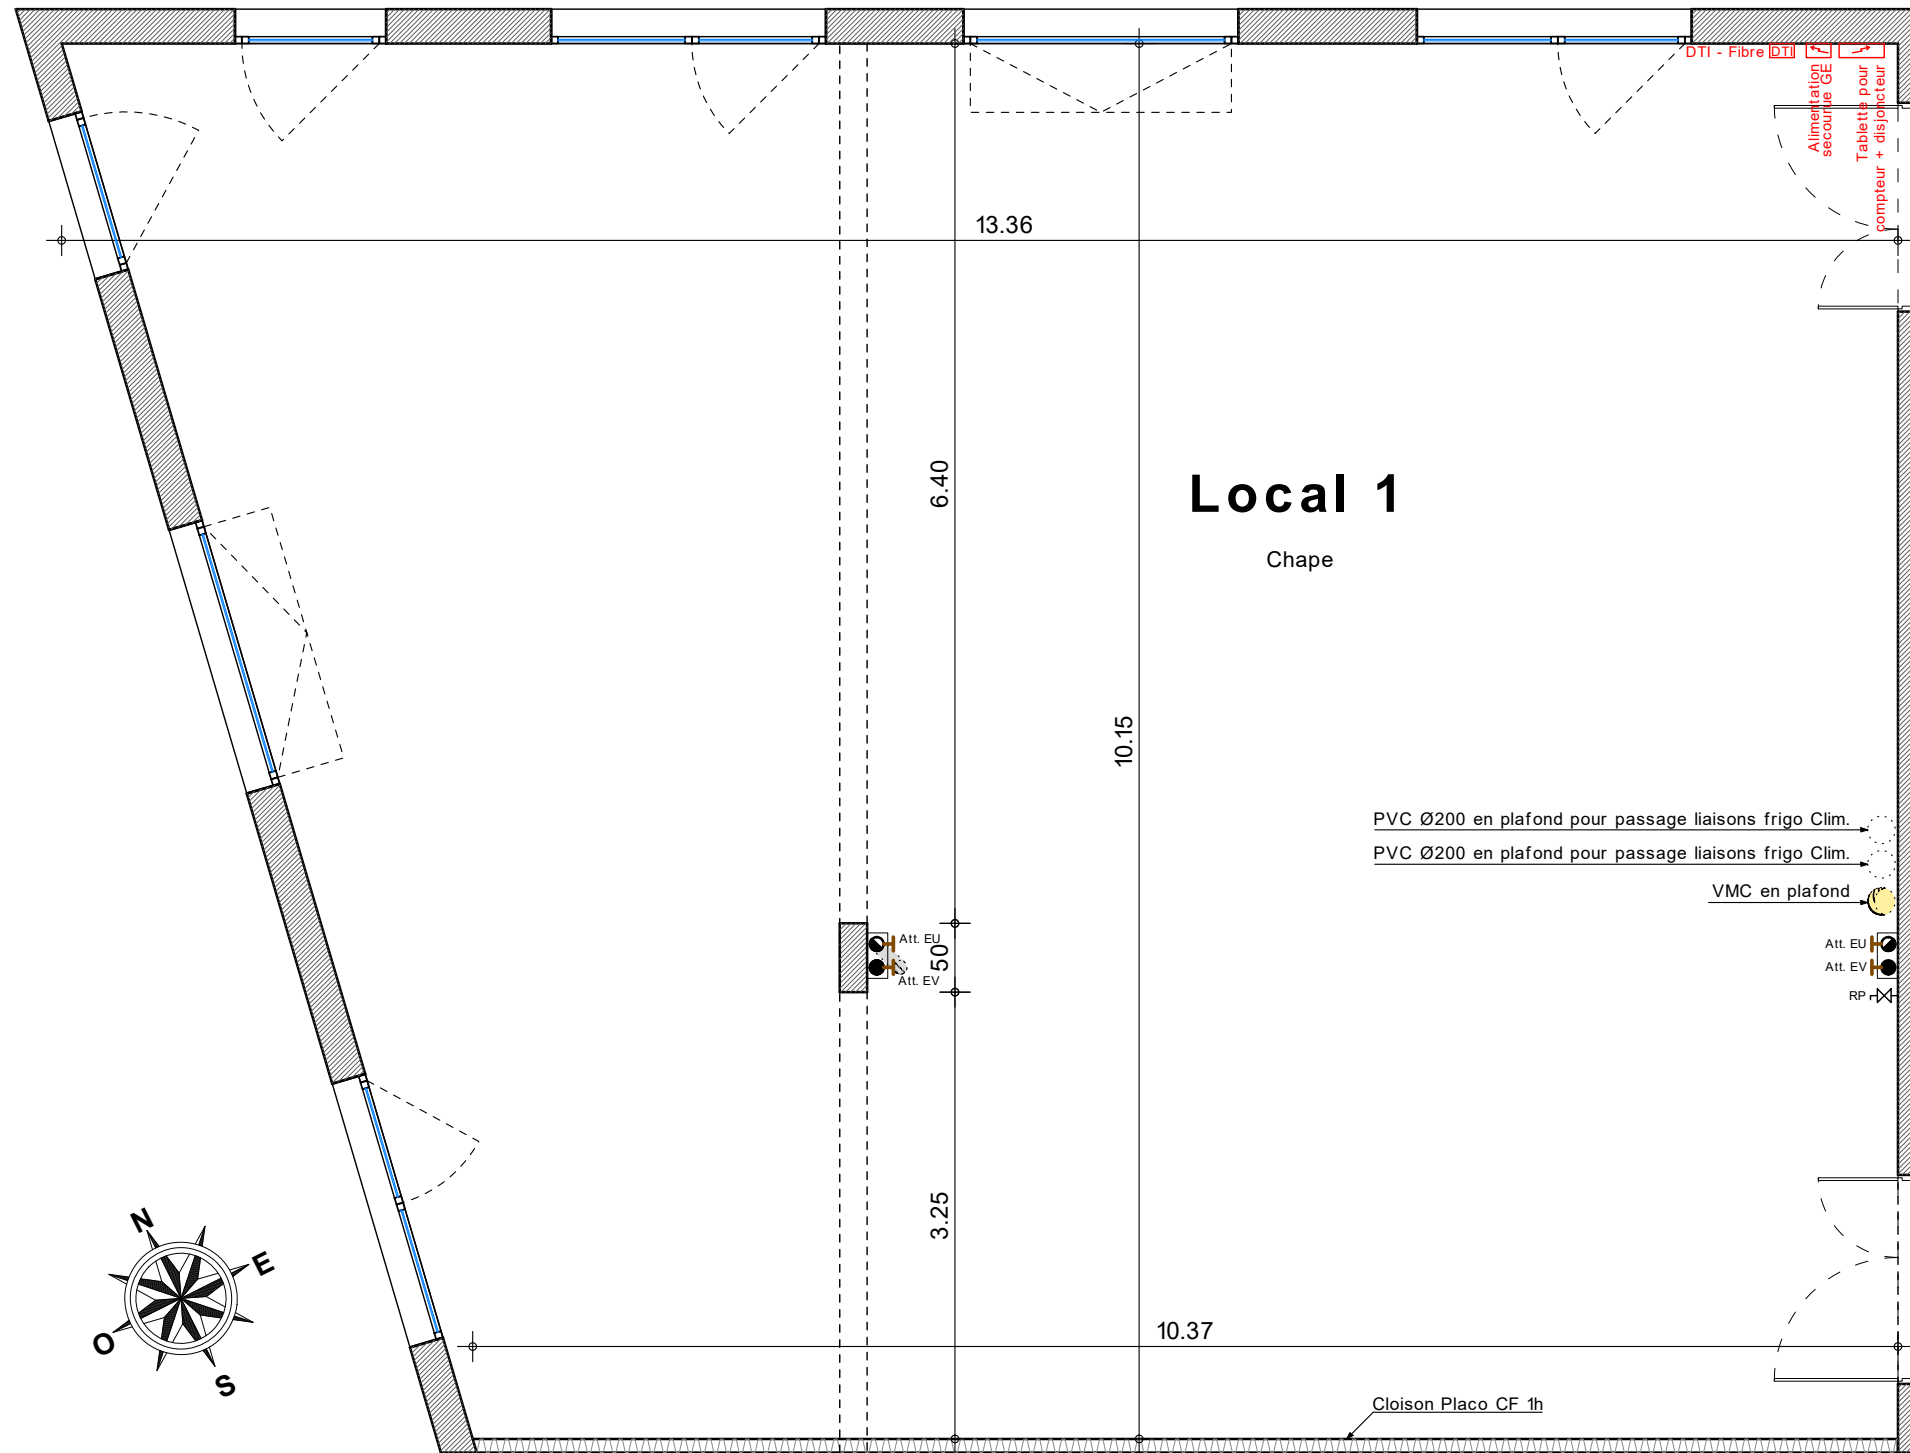 DTI - Fibre DTI
Alimentation
secourue GE
Tablette pour
compteur + disjoncteur
13.36
6.40
Local 1
Chape
10.15
PVC Ø200 en plafond pour passage liaisons frigo Clim.
PVC Ø200 en plafond pour passage liaisons frigo Clim.
VMC en plafond
Att. EU
50
Att. EV
Att. EU
Att. EV
RP
3.25
N
E
O
S
10.37
Cloison Placo CF 1h